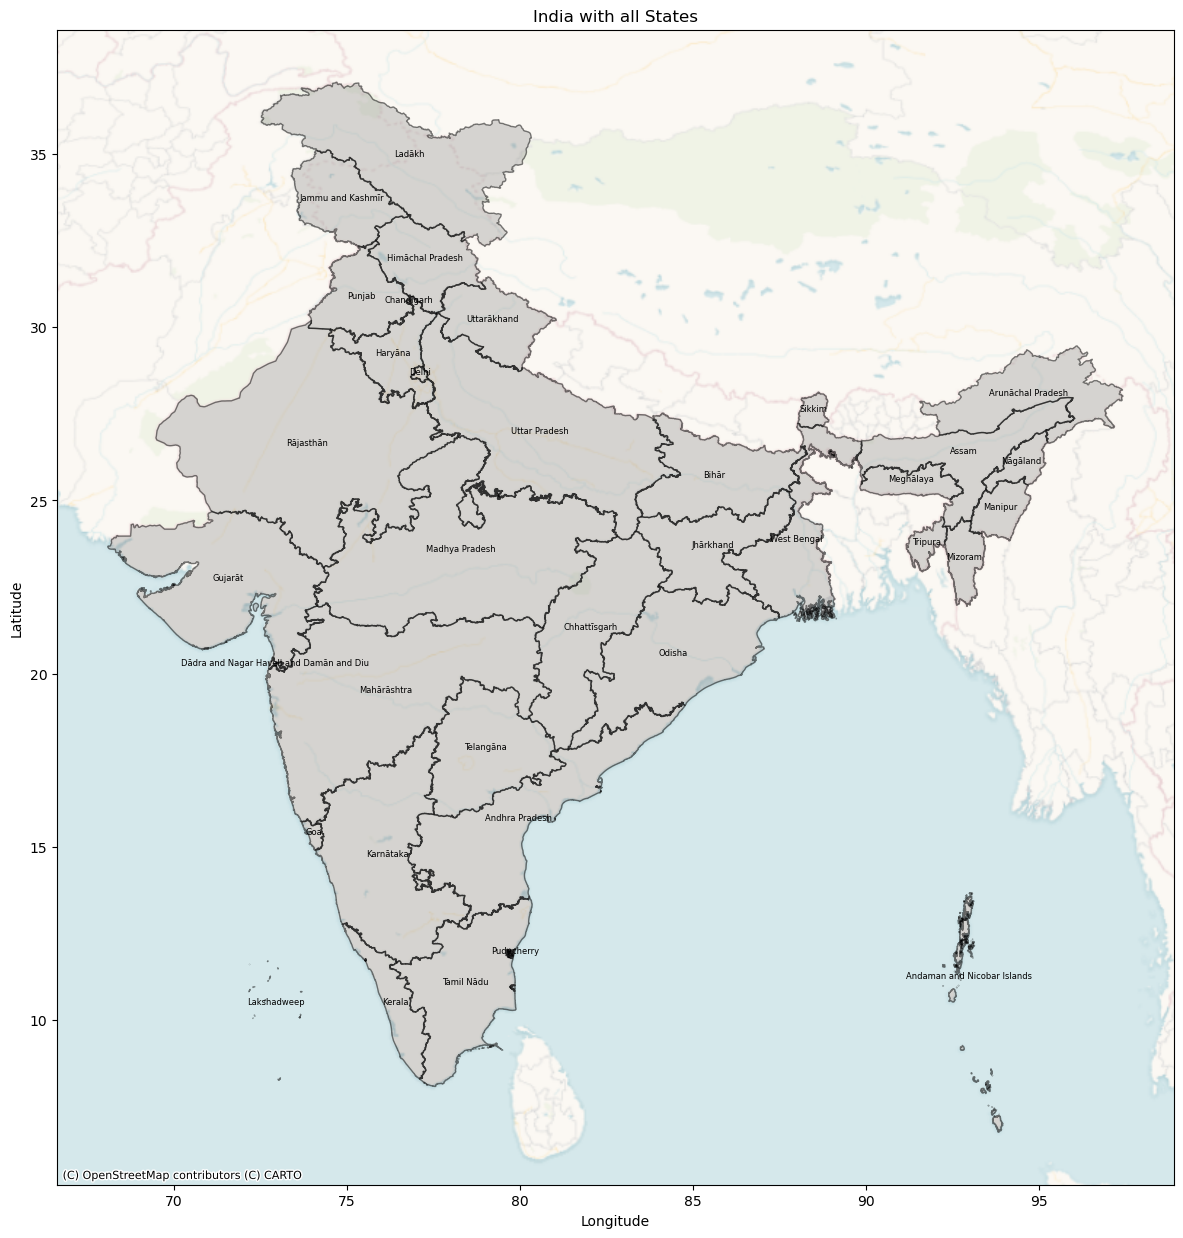 India with all States
Ladākh
Jammu and Kashmīr
Himāchal Pradesh
Punjab
Chandīgarh
Uttarākhand
Haryāna
Delhi
Arunāchal Pradesh
Sikkim
Rājasthān
Uttar Pradesh
Assam
Nāgāland
Bihār
Meghālaya
Manipur
Madhya Pradesh
Jhārkhand
West Bengal
Tripura
Mizoram
Gujarāt
Chhattīsgarh
Odisha
Dādra and Nagar Haveli and Damān and Diu
Mahārāshtra
Telangāna
Andhra Pradesh
Goa
Karnātaka
Puducherry
Tamil Nādu
Andaman and Nicobar Islands
Lakshadweep
Kerala
35
30
25
20
15
10
Latitude
(C) OpenStreetMap contributors (C) CARTO
70
75
80
85
90
95
Longitude